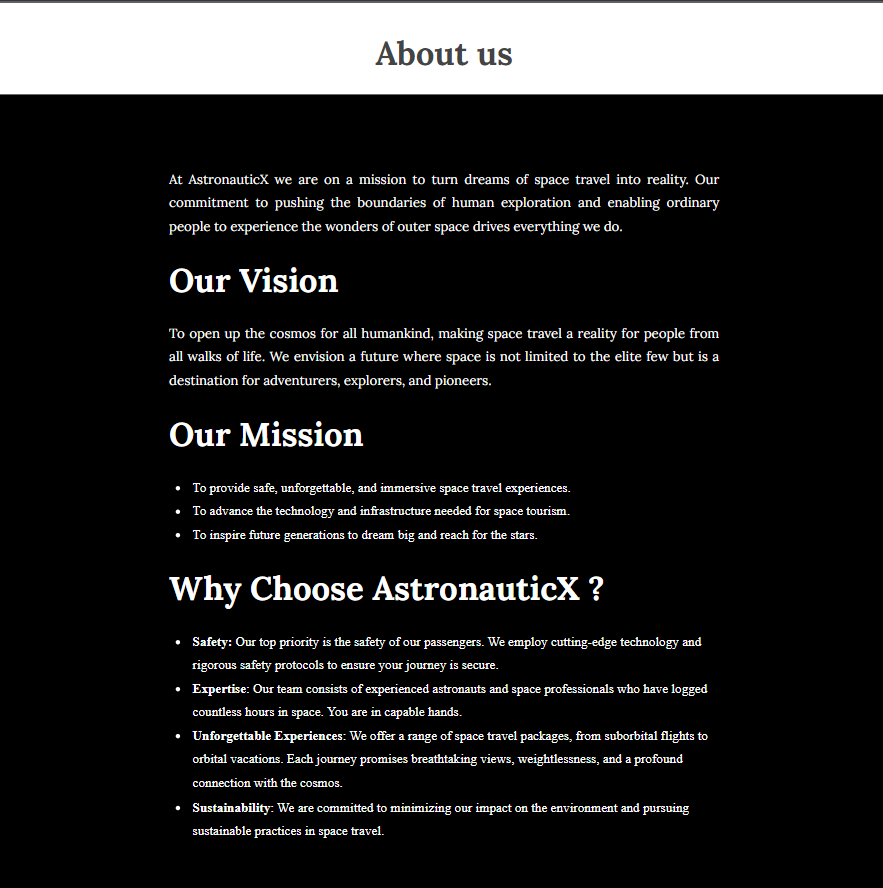 About us
At AstronauticX we are on a mission to turn dreams of space travel into reality. Our
commitment to pushing the boundaries of human exploration and enabling ordinary
people to experience the wonders of outer space drives everything we do.
Our Vision
To open up the cosmos for all humankind, making space travel a reality for people from
all walks of life. We envision a future where space is not limited to the elite few but is a
destination for adventurers, explorers, and pioneers.
Our Mission
• To provide safe, unforgettable, and immersive space travel experiences.
• To advance the technology and infrastructure needed for space tourism.
• To inspire future generations to dream big and reach for the stars.
Why Choose AstronauticX ?
• Safety: Our top priority is the safety of our passengers. We employ cutting-edge technology and
rigorous safety protocols to ensure your journey is secure.
• Expertise: Our team consists of experienced astronauts and space professionals who have logged
countless hours in space. You are in capable hands.
• Unforgettable Experiences: We offer a range of space travel packages, from suborbital flights to
orbital vacations. Each journey promises breathtaking views, weightlessness, and a profound
connection with the cosmos.
• Sustainability: We are committed to minimizing our impact on the environment and pursuing
sustainable practices in space travel.